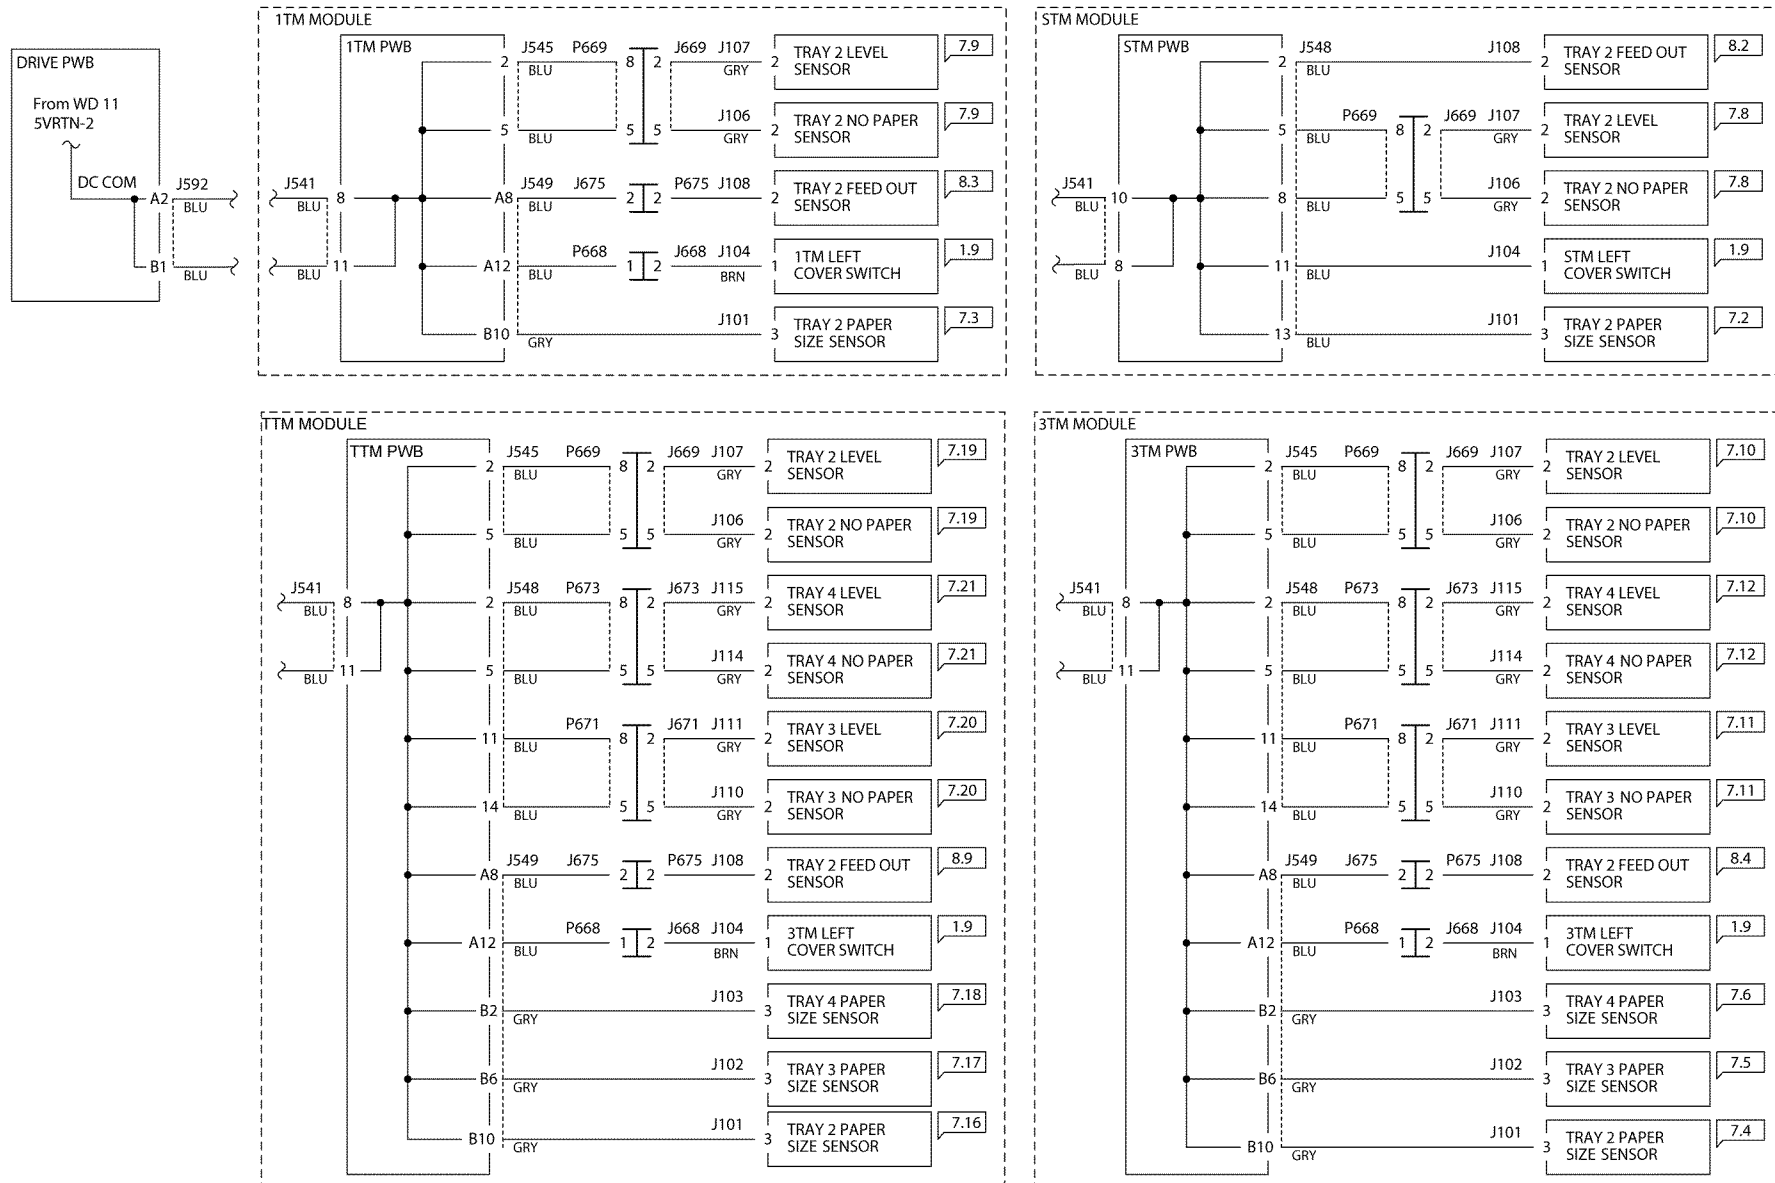 DRIVE PWB
From WD 11
5VRTN-2
DC COM
A2 J592
BLU
B1
BLU
1TM MODULE
1TM PWB
J541
BLU 8
BLU 11
2 J545 BLU P669 8 2 J669 J107 GRY 2
TRAY 2 LEVEL
SENSOR
7.9
5 BLU 5 5 J106 GRY 2
TRAY 2 NO PAPER
SENSOR
7.9
A8 J549 BLU J675 2 2 P675 J108 2
TRAY 2 FEED OUT
SENSOR
8.3
A12 BLU P668 1 2 J668 J104 BRN 1
1TM LEFT
COVER SWITCH
1.9
B10 GRY J101 3
TRAY 2 PAPER
SIZE SENSOR
7.3
STM MODULE
STM PWB
J541
BLU 10
BLU 8
2 BLU J548 J108 2
TRAY 2 FEED OUT
SENSOR
8.2
5 BLU P669 8 2 J669 J107 GRY 2
TRAY 2 LEVEL
SENSOR
7.8
8 BLU 5 5 J106 GRY 2
TRAY 2 NO PAPER
SENSOR
7.8
11 BLU J104 1
STM LEFT
COVER SWITCH
1.9
13 BLU J101 3
TRAY 2 PAPER
SIZE SENSOR
7.2
TTM MODULE
TTM PWB
J541
BLU 8
BLU 11
2 J545 BLU P669 8 2 J669 J107 GRY 2
TRAY 2 LEVEL
SENSOR
7.19
5 BLU 5 5 J106 GRY 2
TRAY 2 NO PAPER
SENSOR
7.19
2 J548 BLU P673 8 2 J673 J115 GRY 2
TRAY 4 LEVEL
SENSOR
7.21
5 BLU 5 5 J114 GRY 2
TRAY 4 NO PAPER
SENSOR
7.21
11 BLU P671 8 2 J671 J111 GRY 2
TRAY 3 LEVEL
SENSOR
7.20
14 BLU 5 5 J110 GRY 2
TRAY 3 NO PAPER
SENSOR
7.20
A8 J549 BLU J675 2 2 P675 J108 2
TRAY 2 FEED OUT
SENSOR
8.9
A12 BLU P668 1 2 J668 J104 BRN 1
3TM LEFT
COVER SWITCH
1.9
B2 GRY J103 3
TRAY 4 PAPER
SIZE SENSOR
7.18
B6 GRY J102 3
TRAY 3 PAPER
SIZE SENSOR
7.17
B10 GRY J101 3
TRAY 2 PAPER
SIZE SENSOR
7.16
3TM MODULE
3TM PWB
J541
BLU 8
BLU 11
2 J545 BLU P669 8 2 J669 J107 GRY 2
TRAY 2 LEVEL
SENSOR
7.10
5 BLU 5 5 J106 GRY 2
TRAY 2 NO PAPER
SENSOR
7.10
2 J548 BLU P673 8 2 J673 J115 GRY 2
TRAY 4 LEVEL
SENSOR
7.12
5 BLU 5 5 J114 GRY 2
TRAY 4 NO PAPER
SENSOR
7.12
11 BLU P671 8 2 J671 J111 GRY 2
TRAY 3 LEVEL
SENSOR
7.11
14 BLU 5 5 J110 GRY 2
TRAY 3 NO PAPER
SENSOR
7.11
A8 J549 BLU J675 2 2 P675 J108 2
TRAY 2 FEED OUT
SENSOR
8.4
A12 BLU P668 1 2 J668 J104 BRN 1
3TM LEFT
COVER SWITCH
1.9
B2 GRY J103 3
TRAY 4 PAPER
SIZE SENSOR
7.6
B6 GRY J102 3
TRAY 3 PAPER
SIZE SENSOR
7.5
B10 GRY J101 3
TRAY 2 PAPER
SIZE SENSOR
7.4